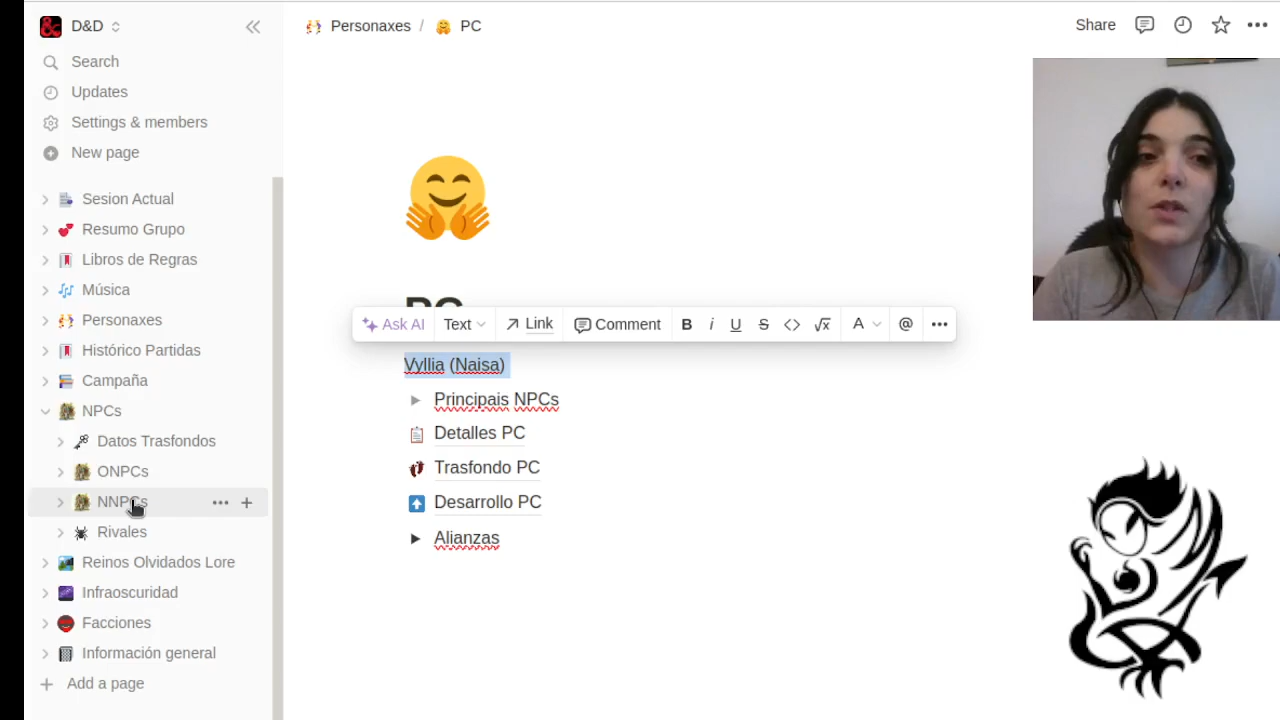 D&D
Search
Updates
Settings & members
New page
Sesion Actual
Resumo Grupo
Libros de Regras
Música
Personaxes
Histórico Partidas
Campaña
NPCs
Datos Trasfondos
ONPCs
NNPCs
Rivales
Reinos Olvidados Lore
Infraoscuridad
Facciones
Información general
Add a page
Personaxes / PC
Share
PC
Ask AI Text Link Comment B i U S A @
Vyllia (Naisa)
Principais NPCs
Detalles PC
Trasfondo PC
Desarrollo PC
Alianzas